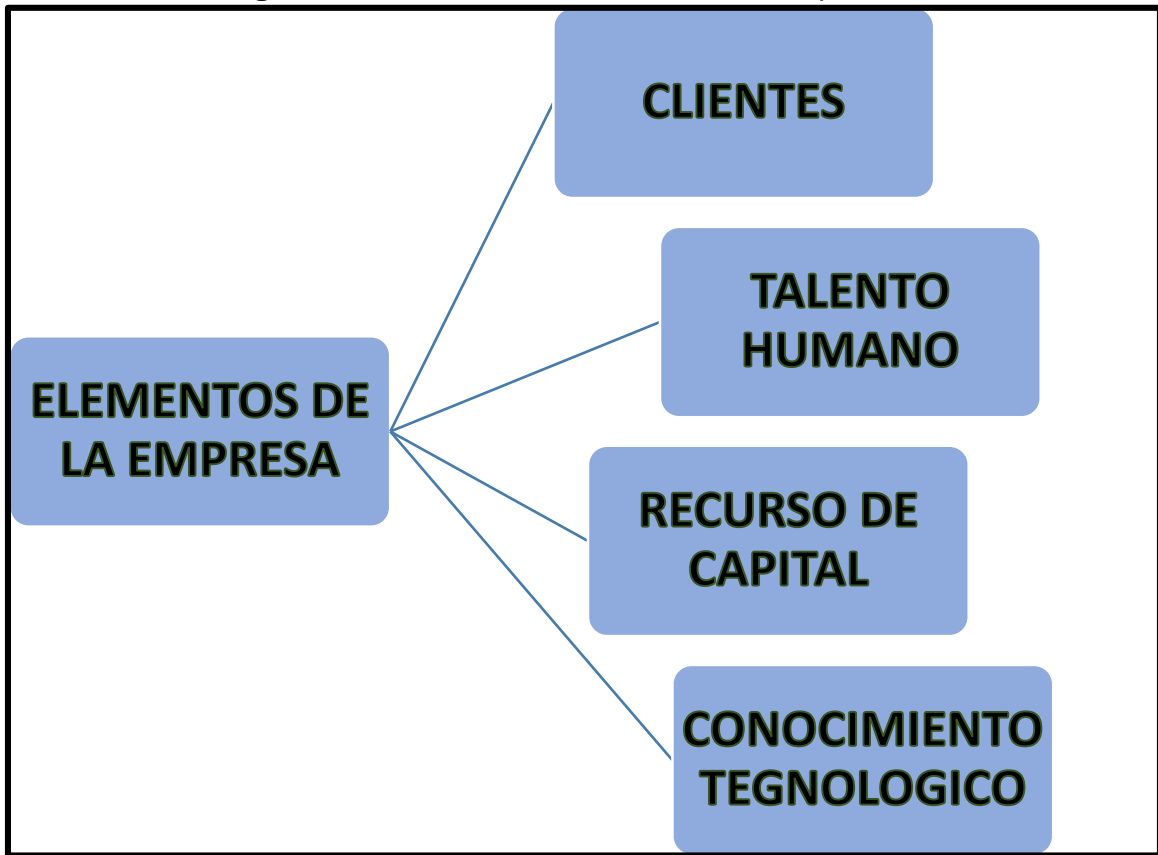 ELEMENTOS DE
LA EMPRESA
CLIENTES
TALENTO
HUMANO
RECURSO DE
CAPITAL
CONOCIMIENTO
TEGNOLOGICO